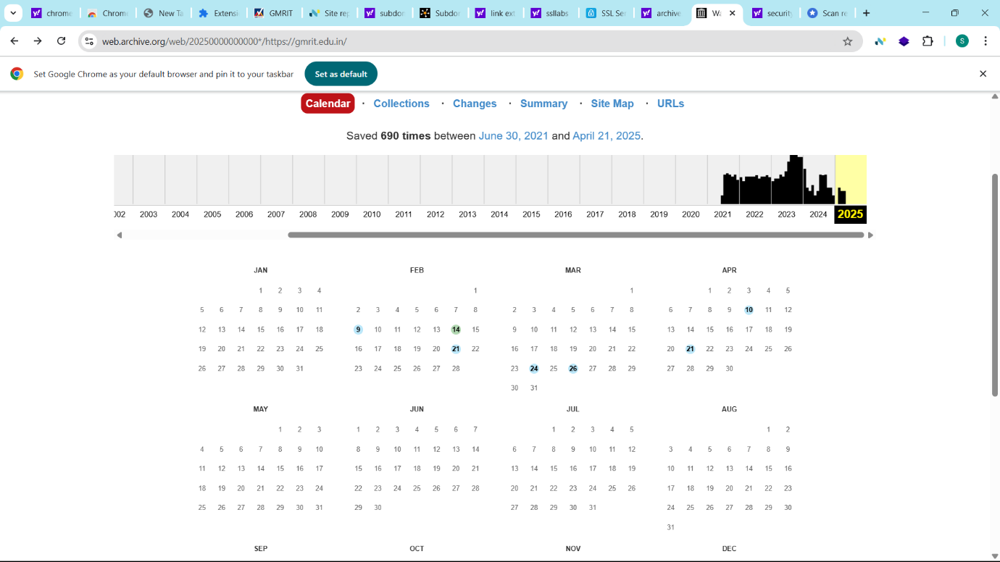 chrome
Chrome
New Ta
Extensi
GMRIT
Site rep
subdor
Subdor
link ext
ssllabs
SSL Ser
archive
Wa
security
Scan re
web.archive.org/web/20250000000000*/https://gmrit.edu.in/
S
Set Google Chrome as your default browser and pin it to your taskbar
Set as default
Calendar · Collections · Changes · Summary · Site Map · URLs
Saved 690 times between June 30, 2021 and April 21, 2025.
002 2003 2004 2005 2006 2007 2008 2009 2010 2011 2012 2013 2014 2015 2016 2017 2018 2019 2020 2021 2022 2023 2024 2025
JAN
1 2 3 4
5 6 7 8 9 10 11
12 13 14 15 16 17 18
19 20 21 22 23 24 25
26 27 28 29 30 31
FEB
1
2 3 4 5 6 7 8
9 10 11 12 13 14 15
16 17 18 19 20 21 22
23 24 25 26 27 28
MAR
1
2 3 4 5 6 7 8
9 10 11 12 13 14 15
16 17 18 19 20 21 22
23 24 25 26 27 28 29
30 31
APR
1 2 3 4 5
6 7 8 9 10 11 12
13 14 15 16 17 18 19
20 21 22 23 24 25 26
27 28 29 30
MAY
1 2 3
4 5 6 7 8 9 10
11 12 13 14 15 16 17
18 19 20 21 22 23 24
25 26 27 28 29 30 31
JUN
1 2 3 4 5 6 7
8 9 10 11 12 13 14
15 16 17 18 19 20 21
22 23 24 25 26 27 28
29 30
JUL
1 2 3 4 5
6 7 8 9 10 11 12
13 14 15 16 17 18 19
20 21 22 23 24 25 26
27 28 29 30 31
AUG
1 2
3 4 5 6 7 8 9
10 11 12 13 14 15 16
17 18 19 20 21 22 23
24 25 26 27 28 29 30
31
SEP
OCT
NOV
DEC